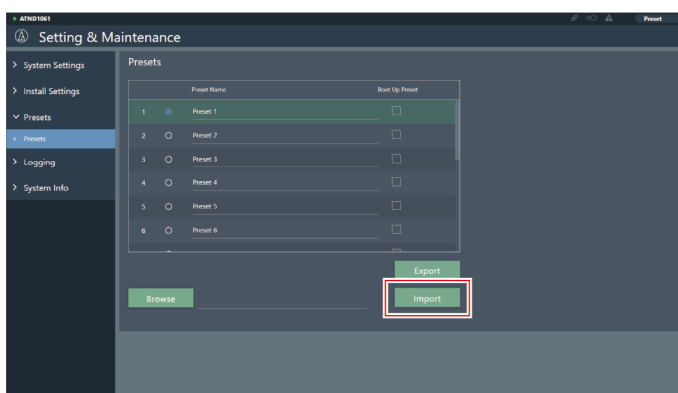 ATND1061
Preset
Setting & Maintenance
System Settings
Install Settings
Presets
Presets
Logging
System Info
Presets
Preset Name Boot Up Preset
1 Preset 1
2 Preset 2
3 Preset 3
4 Preset 4
5 Preset 5
6 Preset 6
Export
Browse
Import